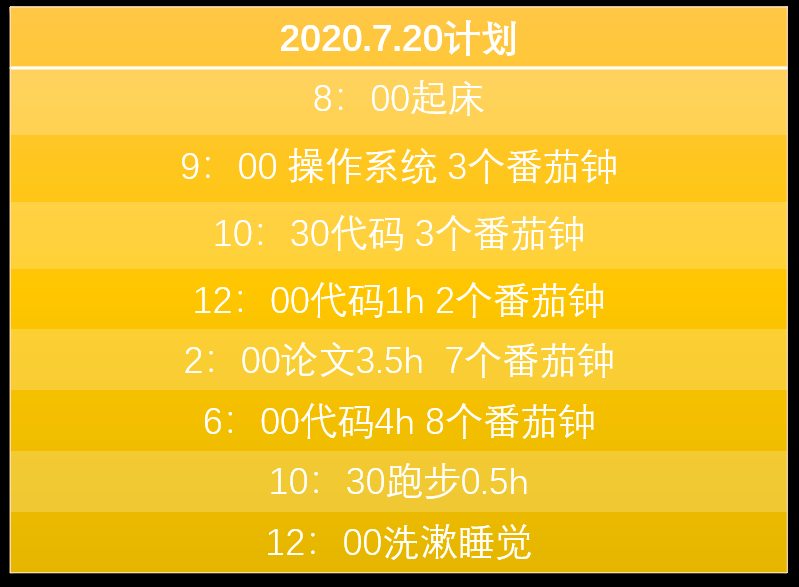 2020.7.20计划
8：00起床
9：00 操作系统 3个番茄钟
10：30代码 3个番茄钟
12：00代码1h 2个番茄钟
2：00论文3.5h  7个番茄钟
6：00代码4h 8个番茄钟
10：30跑步0.5h
12：00洗漱睡觉